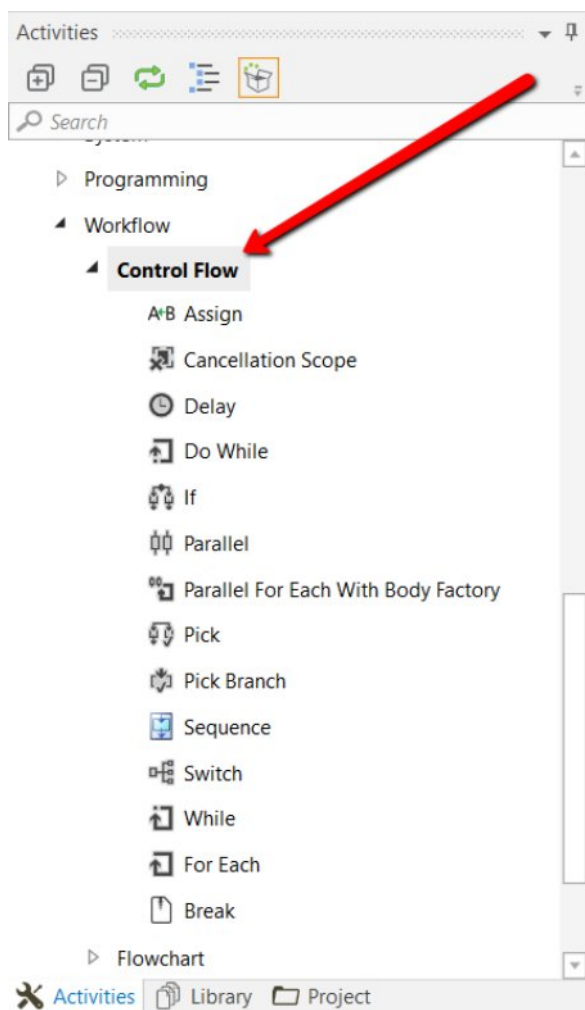 Activities
Search
Programming
Workflow
Control Flow
A B Assign
Cancellation Scope
Delay
Do While
If
Parallel
Parallel For Each With Body Factory
Pick
Pick Branch
Sequence
Switch
While
For Each
Break
Flowchart
Activities Library Project